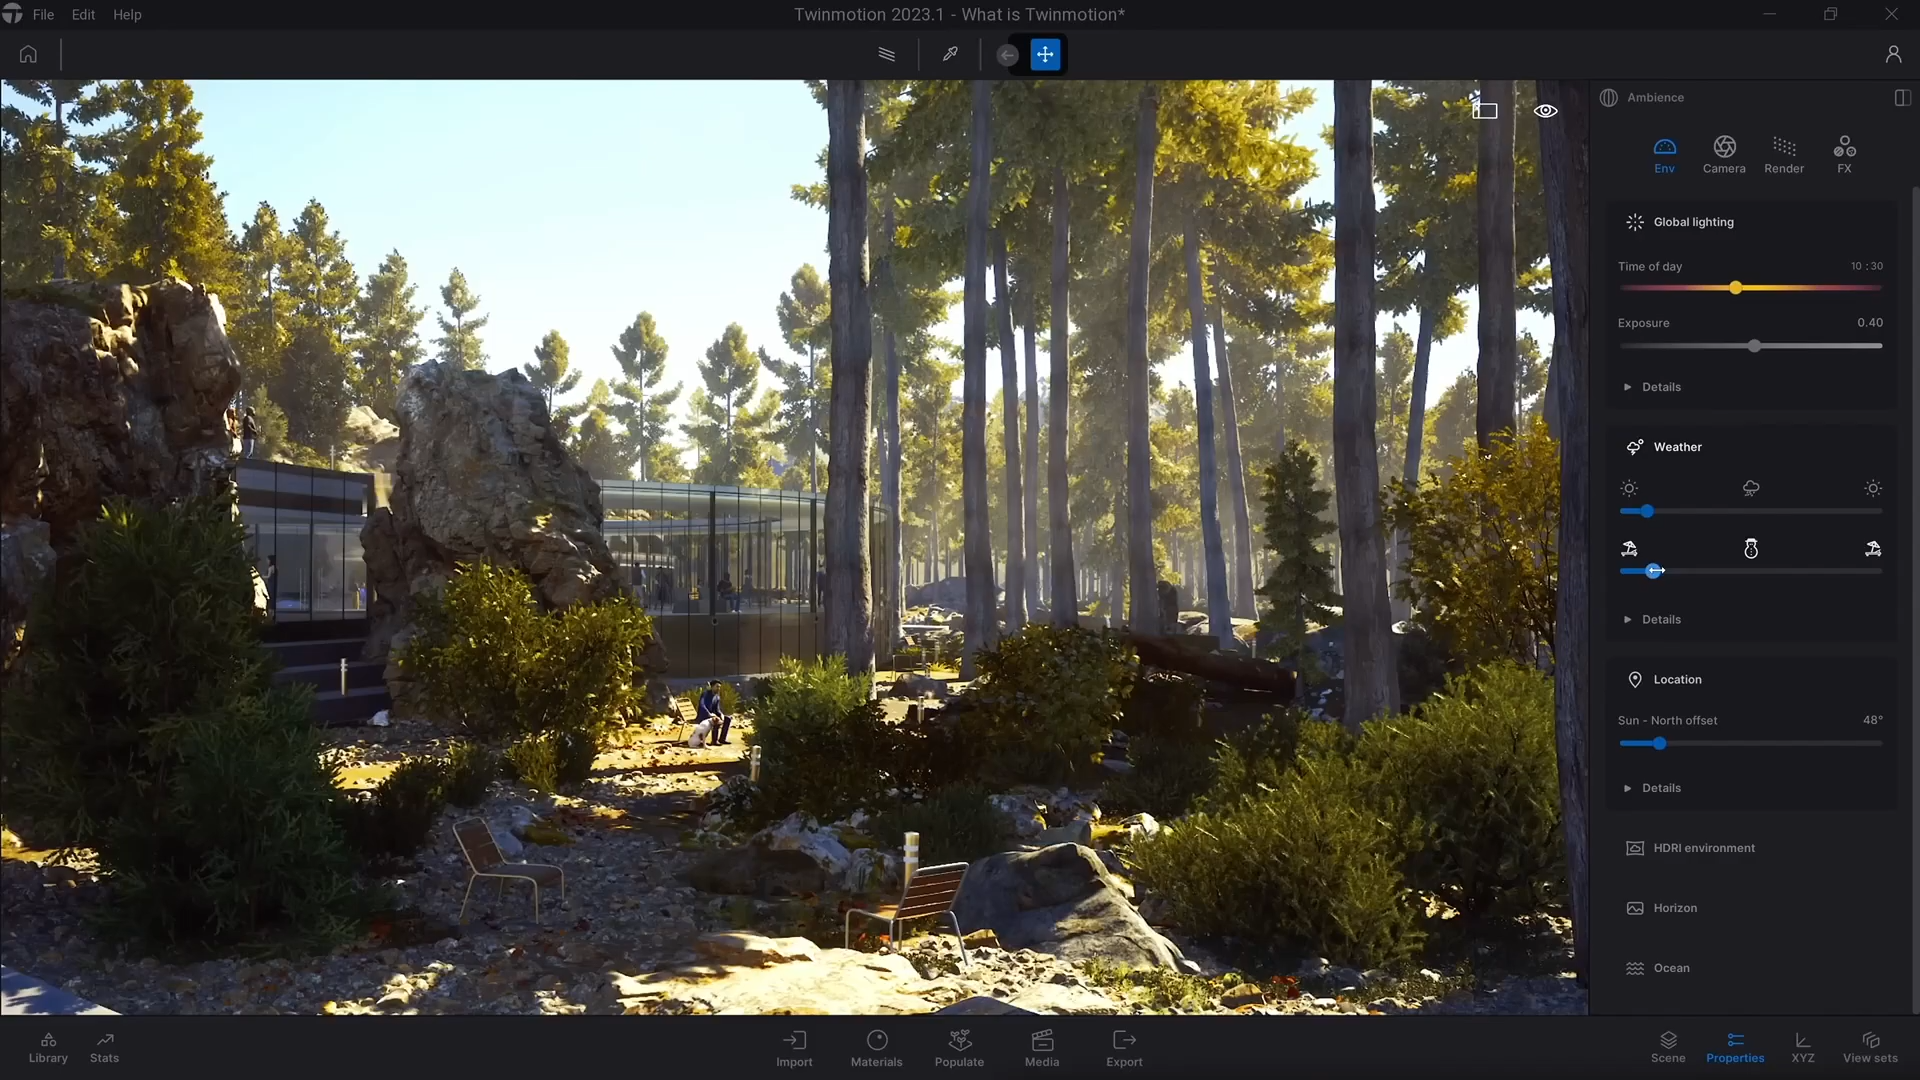 File Edit Help
Twinmotion 2023.1 - What is Twinmotion*
Ambience
Env Camera Render FX
Global lighting
Time of day 10 : 30
Exposure 0.40
Details
Weather
Details
Location
Sun - North offset 48°
Details
HDRI environment
Horizon
Ocean
Library Stats Import Materials Populate Media Export Scene Properties XYZ View sets